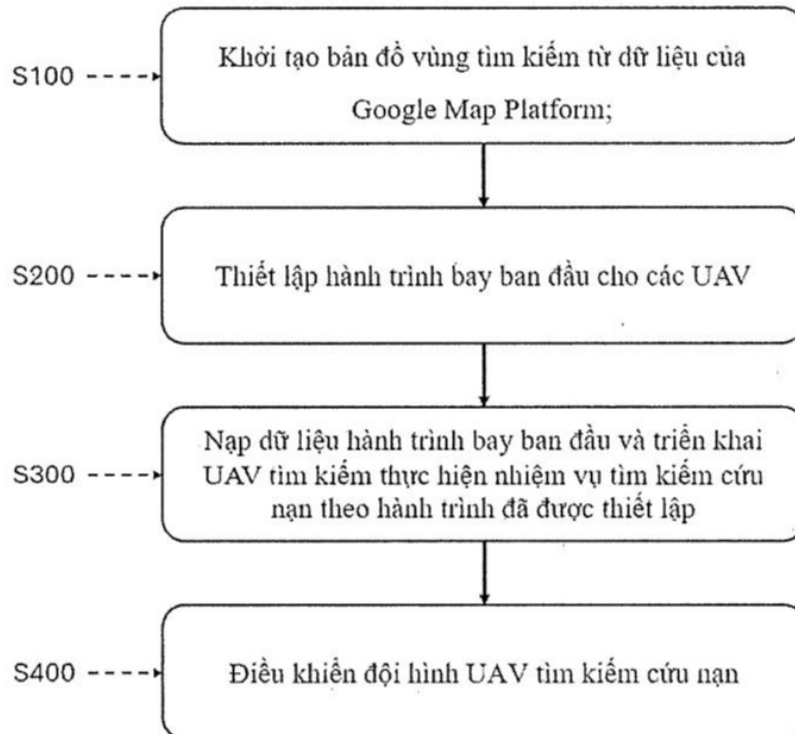 Khởi tạo bản đồ vùng tìm kiếm từ dữ liệu của
S100
Google Map Platform;
S200
Thiết lập hành trình bay ban đầu cho các UAV
Nạp dữ liệu hành trình bay ban đầu và triển khai
S300
UAV tìm kiếm thực hiện nhiệm vụ tìm kiếm cứu
nạn theo hành trình đã được thiết lập
S400
Điều khiển đội hình UAV tìm kiếm cứu nạn